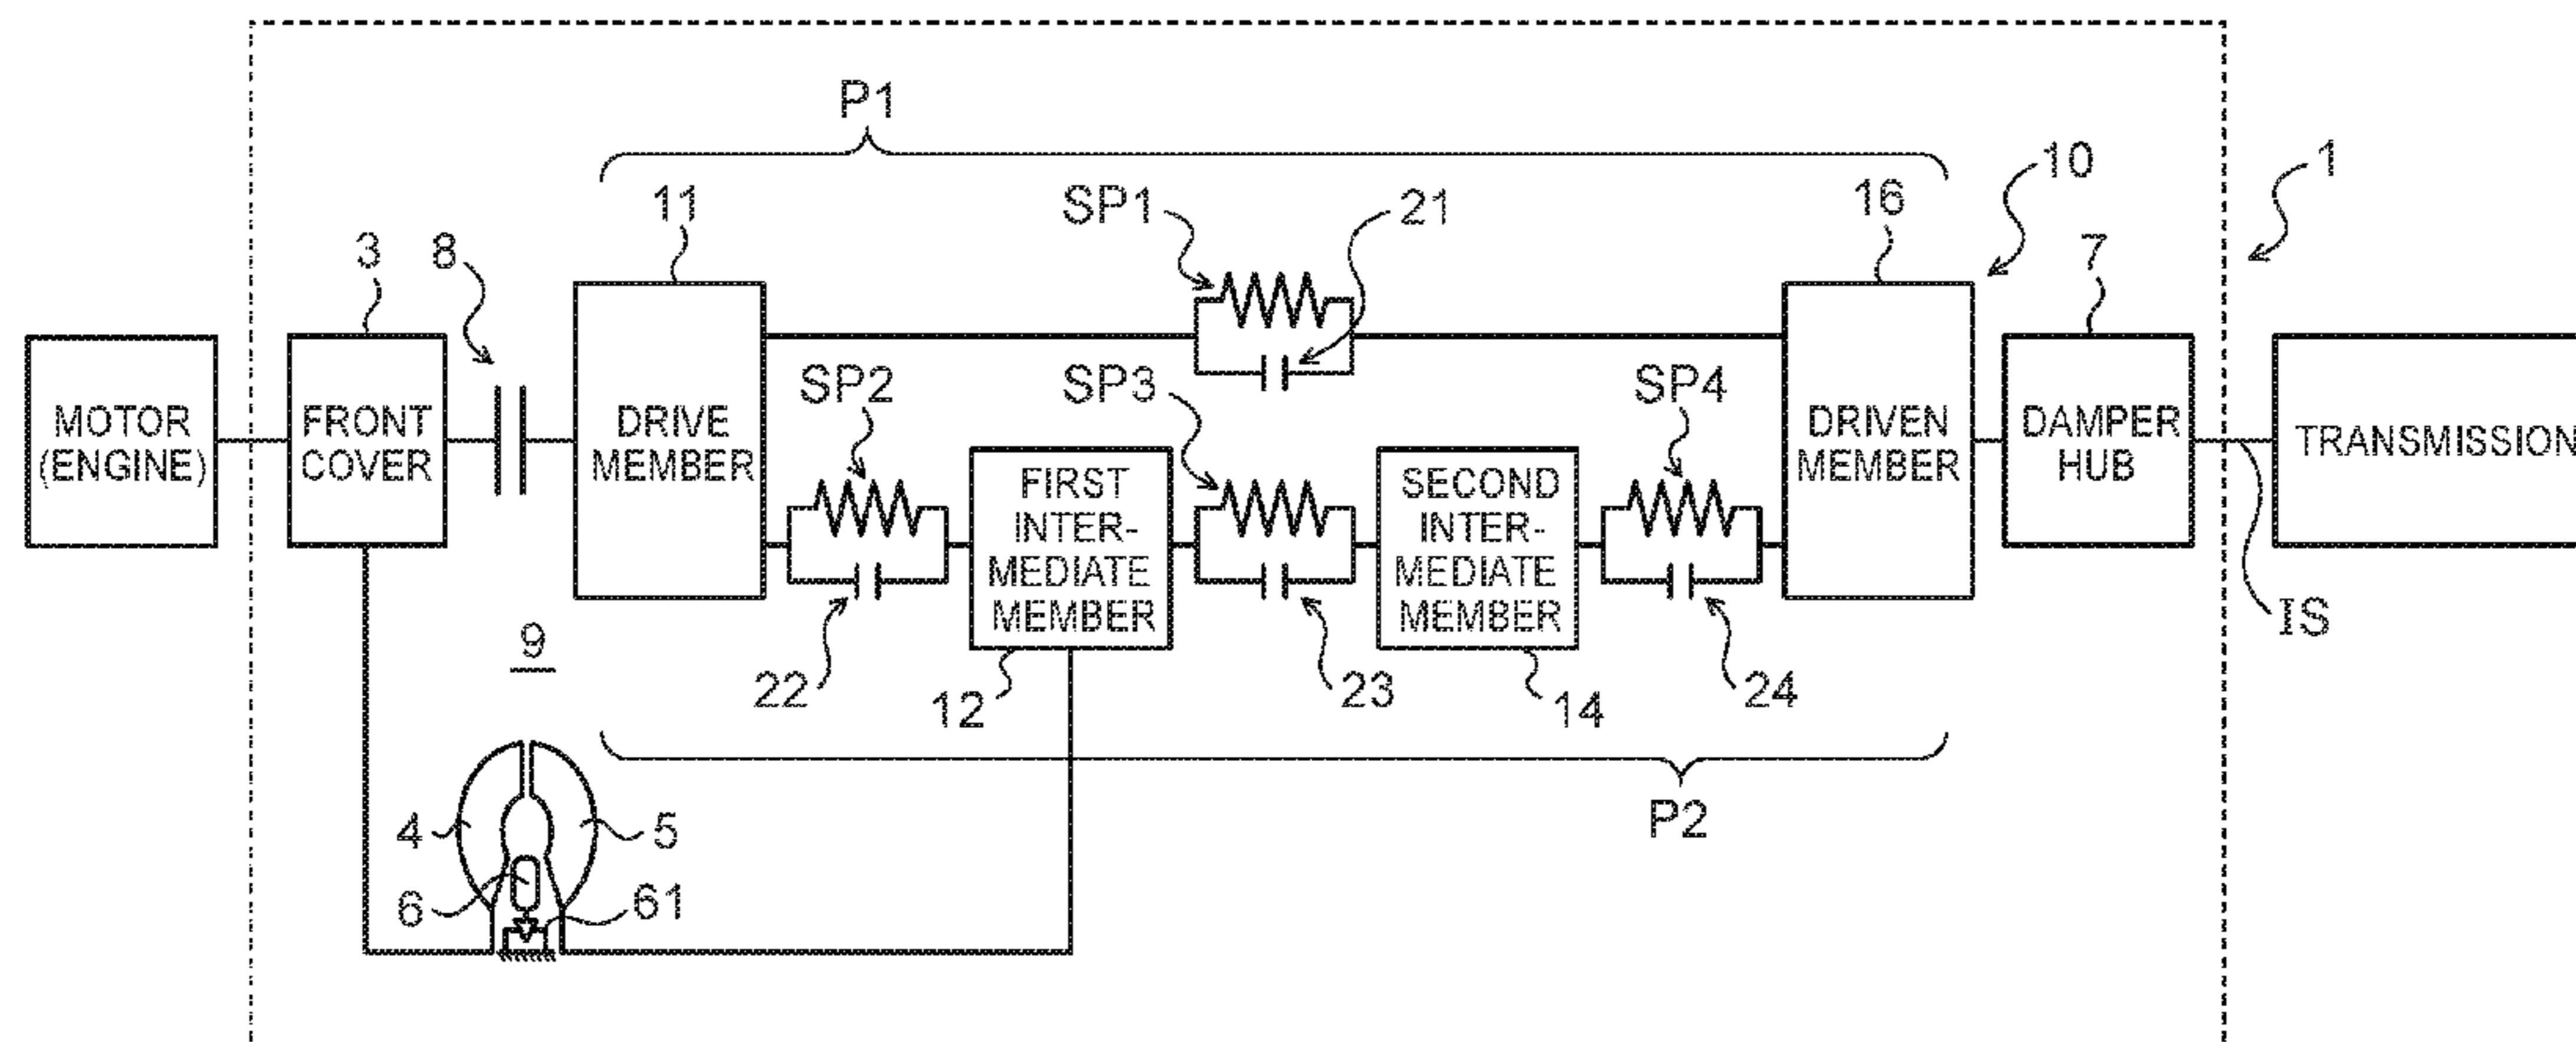 P1
10
1
11
SP1
21
16
3
8
7
MOTOR
(ENGINE)
FRONT
COVER
DRIVE
MEMBER
SP2
SP3
SP4
DRIVEN
MEMBER
DAMPER
HUB
TRANSMISSION
FIRST
INTER-
MEDIATE
MEMBER
SECOND
INTER-
MEDIATE
MEMBER
IS
9
22
12
23
14
24
P2
4
5
6
61